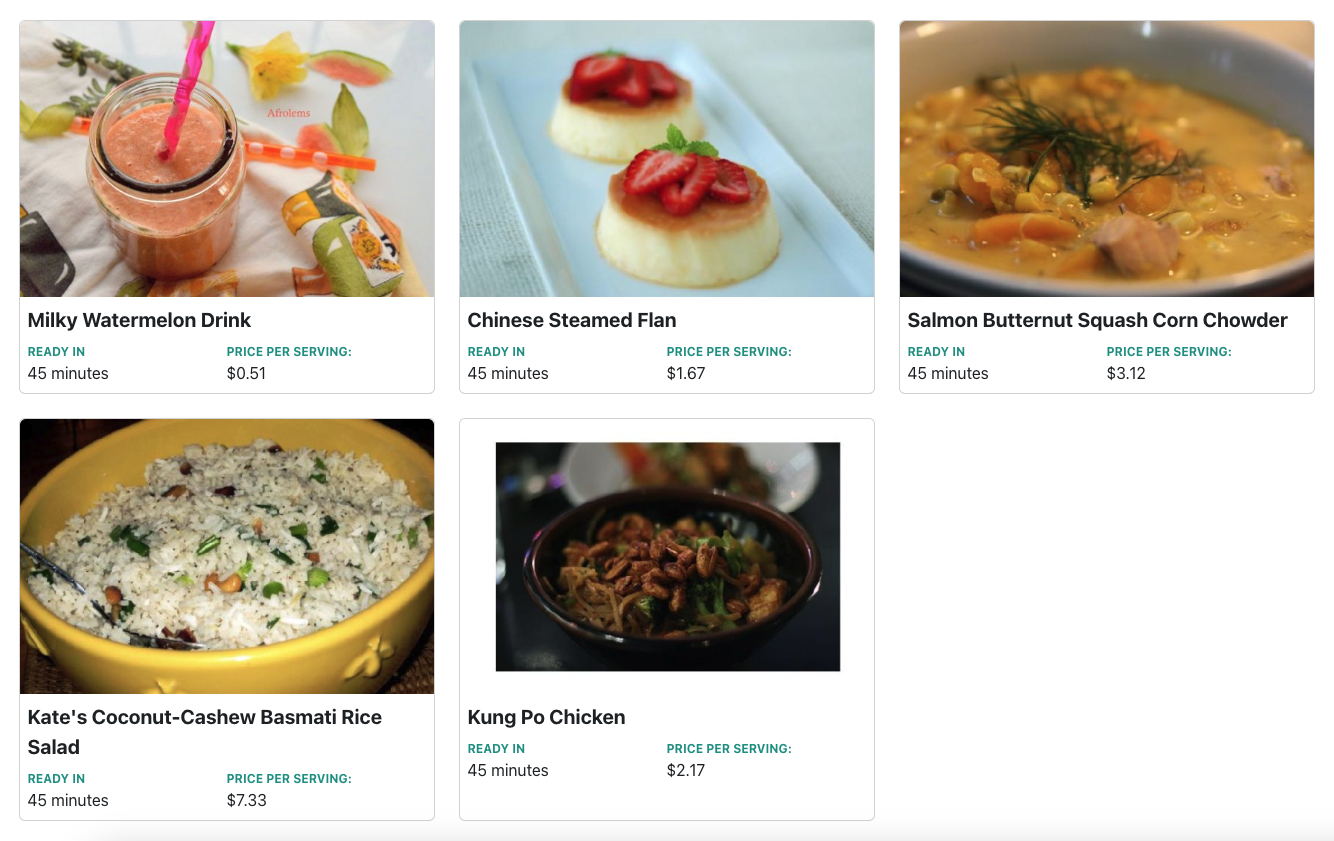 Afrolems
Milky Watermelon Drink
READY IN
PRICE PER SERVING:
45 minutes
$0.51
Chinese Steamed Flan
READY IN
PRICE PER SERVING:
45 minutes
$1.67
Salmon Butternut Squash Corn Chowder
READY IN
PRICE PER SERVING:
45 minutes
$3.12
Kate's Coconut-Cashew Basmati Rice
Salad
READY IN
PRICE PER SERVING:
45 minutes
$7.33
Kung Po Chicken
READY IN
PRICE PER SERVING:
45 minutes
$2.17